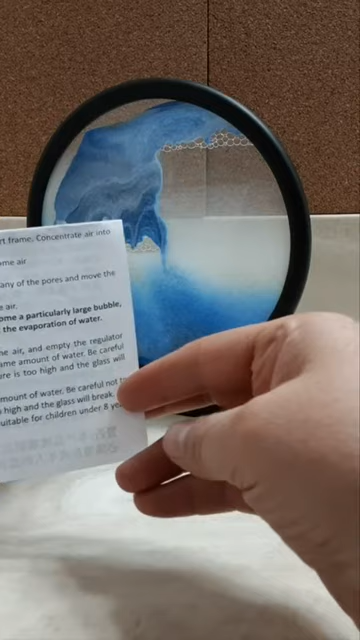 rt frame, Concentrate air into
ome air
any of the pores and move the
e air.
ome a particularly large bubble,
the evaporation of water.
he air, and empty the regulator
ame amount of water. Be careful
ure is too high and the glass will
mount of water. Be careful not t
high and the glass will break.
uitable for children under 8 yea